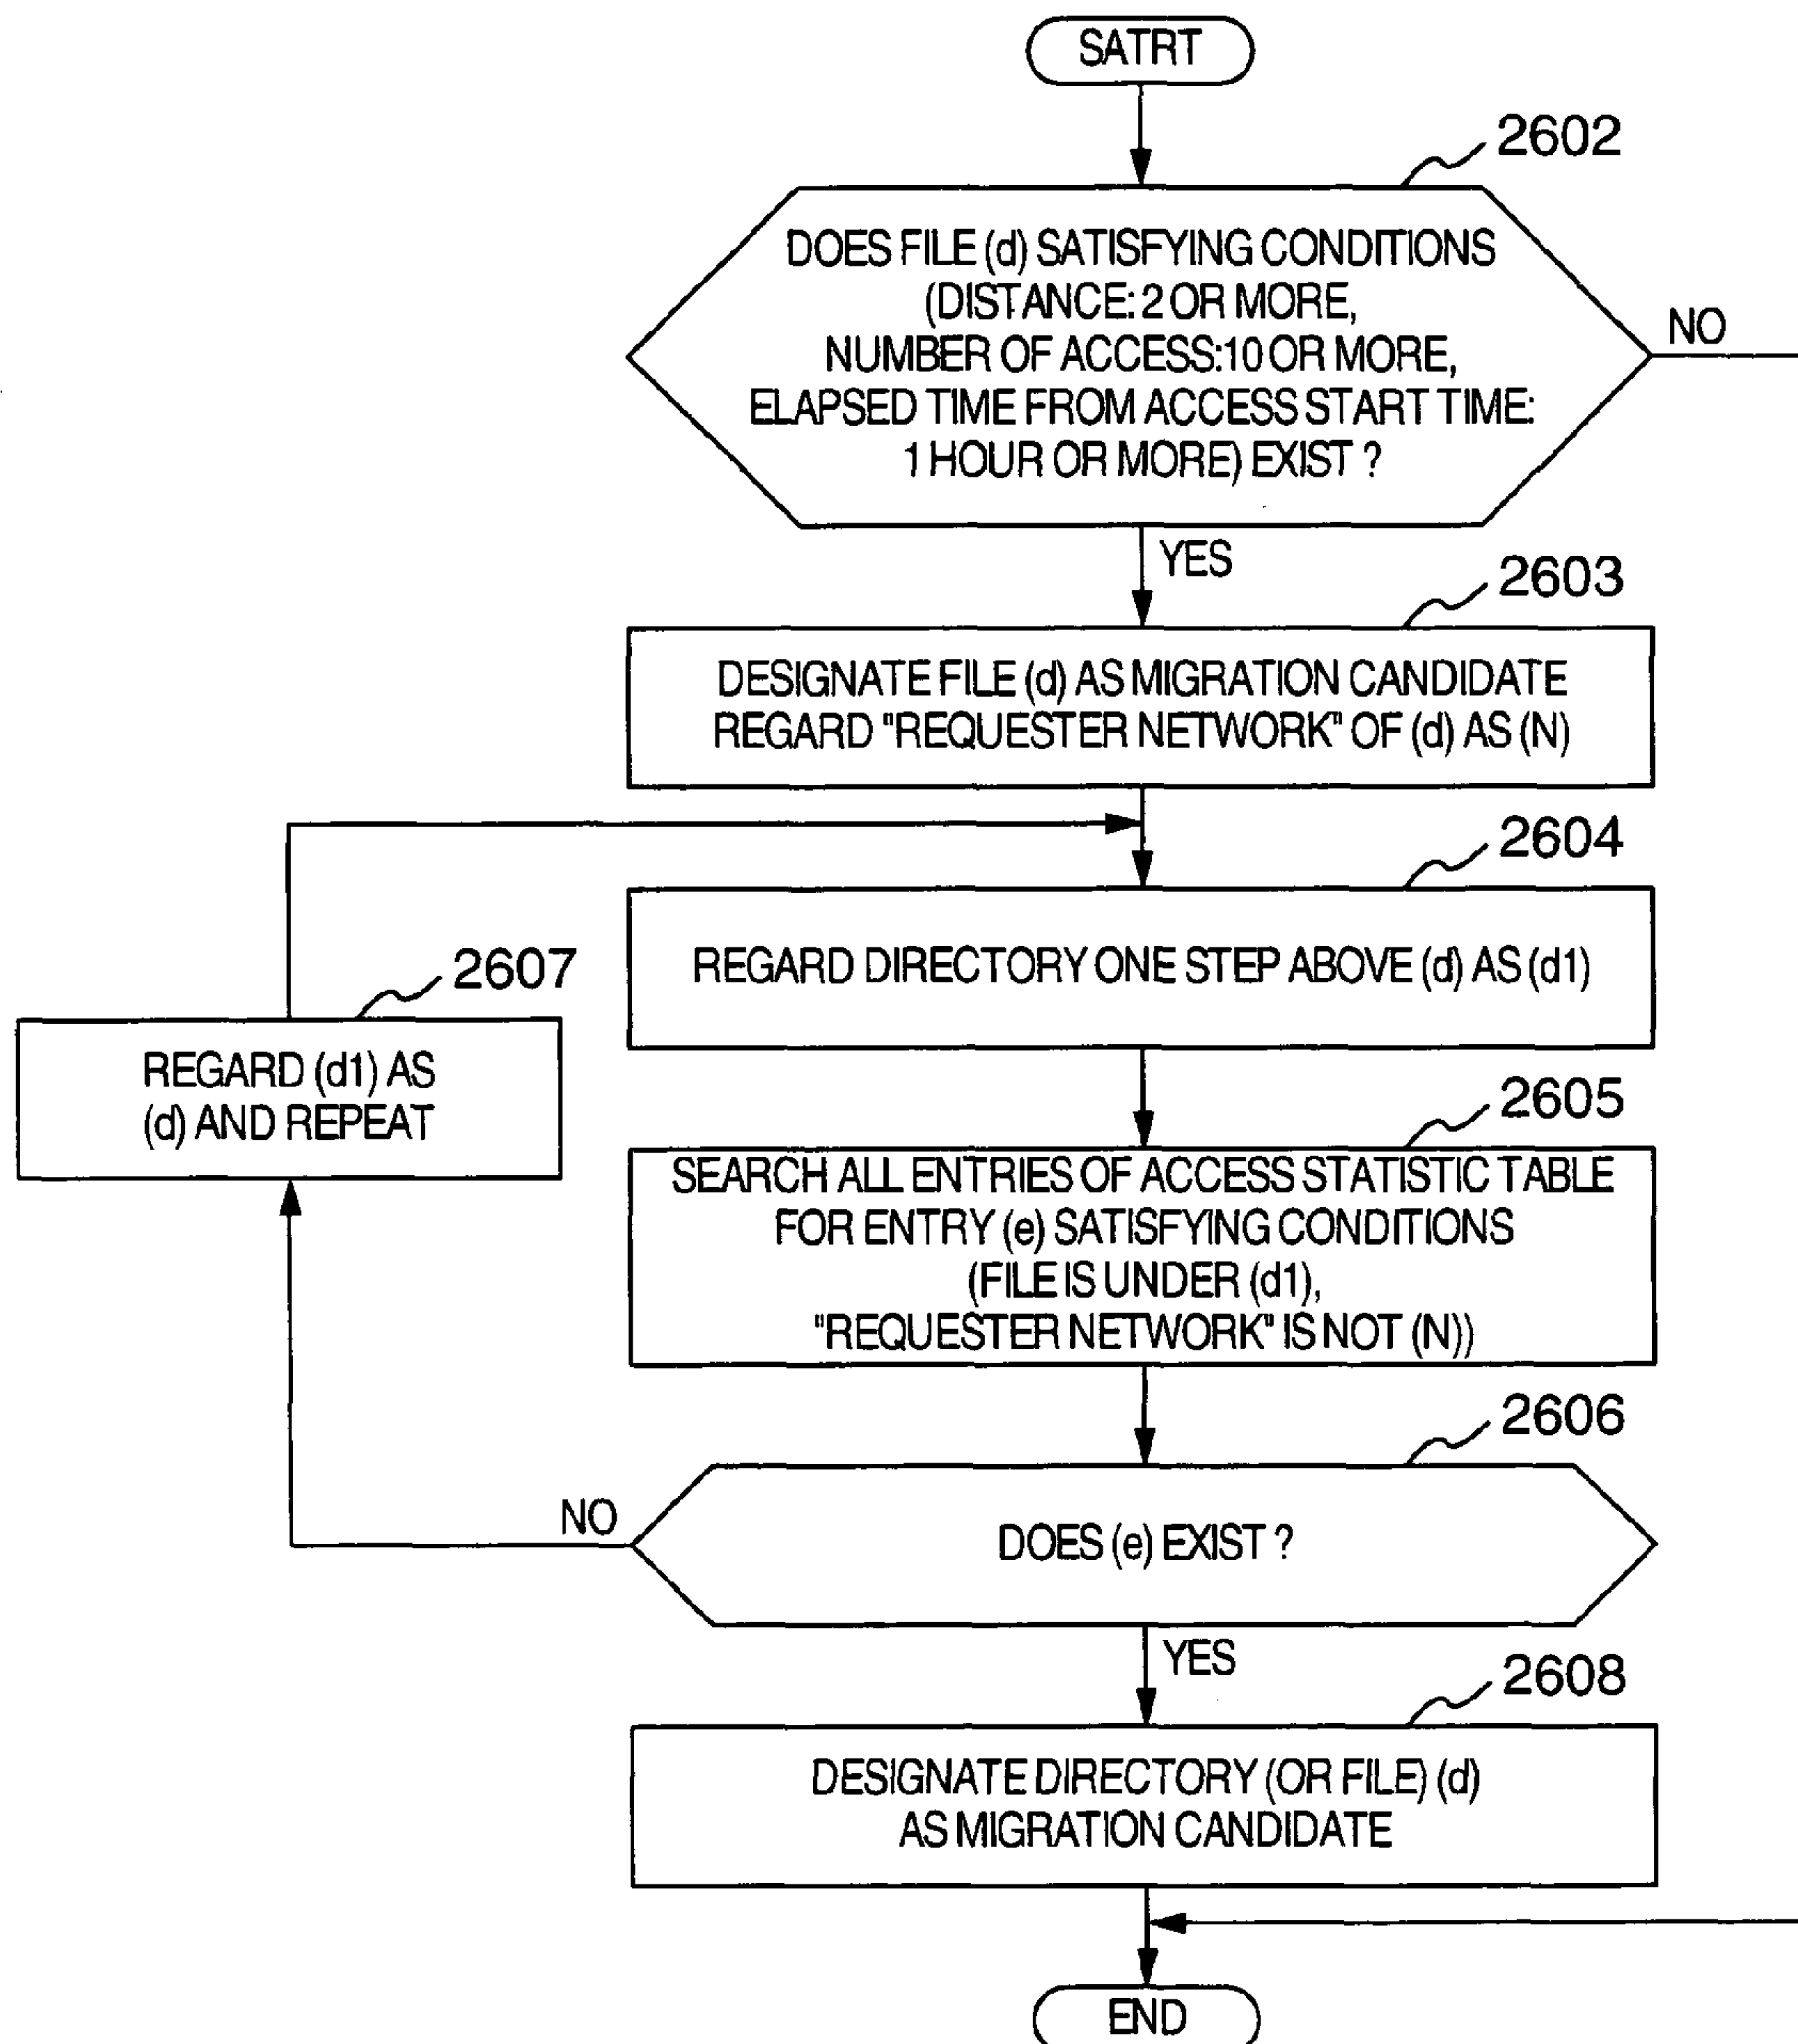 SATRT
2602
DOES FILE (d) SATISFYING CONDITIONS
(DISTANCE: 2 OR MORE,
NUMBER OF ACCESS:10 OR MORE,
ELAPSED TIME FROM ACCESS START TIME:
1 HOUR OR MORE) EXIST ?
NO
YES
2603
DESIGNATE FILE (d) AS MIGRATION CANDIDATE
REGARD "REQUESTER NETWORK" OF (d) AS (N)
2604
REGARD DIRECTORY ONE STEP ABOVE (d) AS (d1)
2607
REGARD (d1) AS
(d) AND REPEAT
2605
SEARCH ALL ENTRIES OF ACCESS STATISTIC TABLE
FOR ENTRY (e) SATISFYING CONDITIONS
(FILE IS UNDER (d1),
"REQUESTER NETWORK" IS NOT (N))
2606
NO
DOES (e) EXIST ?
YES
2608
DESIGNATE DIRECTORY (OR FILE) (d)
AS MIGRATION CANDIDATE
END